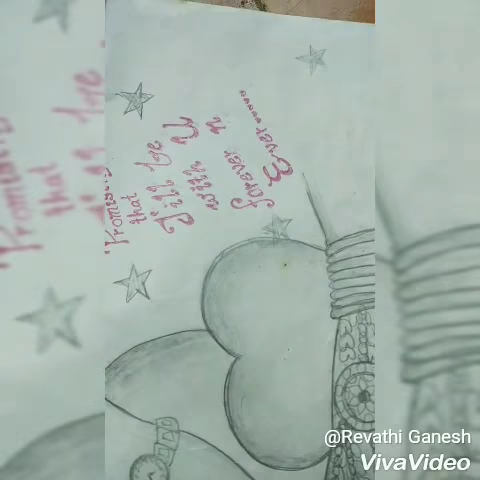 Promise
that
I'll be
with U
forever n
Ever......
@Revathi Ganesh
VivaVideo